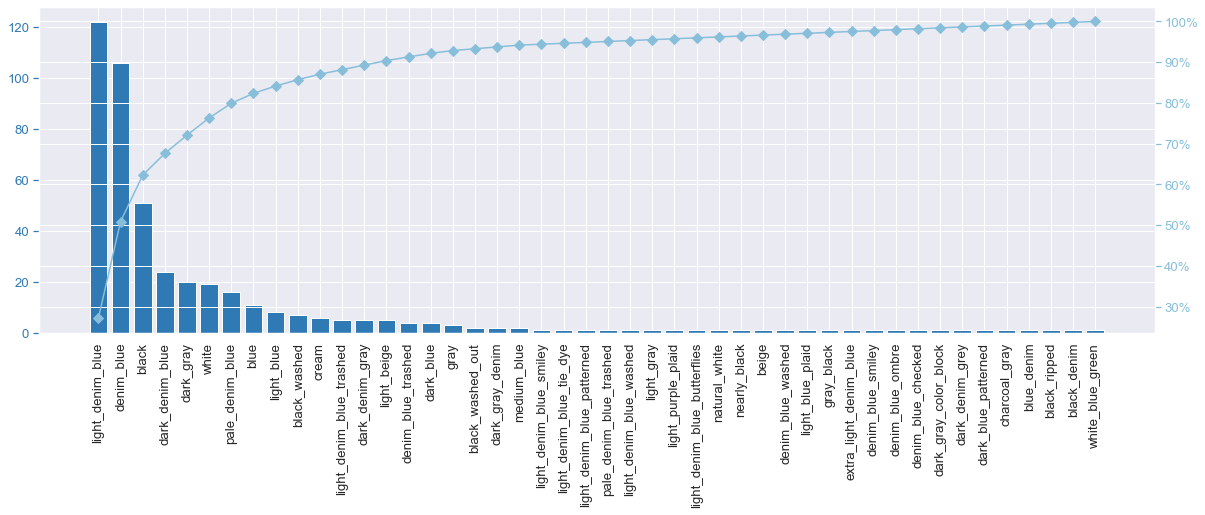 120
100
80
60
40
20
0
100%
90%
80%
70%
60%
50%
40%
30%
light_denim_blue
denim_blue
black
dark_denim_blue
dark_gray
white
pale_denim_blue
blue
light_blue
black_washed
cream
light_denim_blue_trashed
dark_denim_gray
light_beige
denim_blue_trashed
dark_blue
gray
black_washed_out
dark_gray_denim
medium_blue
light_denim_blue_smiley
light_denim_blue_tie_dye
light_denim_blue_patterned
pale_denim_blue_trashed
light_denim_blue_washed
light_gray
light_purple_plaid
light_denim_blue_butterflies
natural_white
nearly_black
beige
denim_blue_washed
light_blue_plaid
gray_black
extra_light_denim_blue
denim_blue_smiley
denim_blue_ombre
denim_blue_checked
dark_gray_color_block
dark_denim_grey
dark_blue_patterned
charcoal_gray
blue_denim
black_ripped
black_denim
white_blue_green